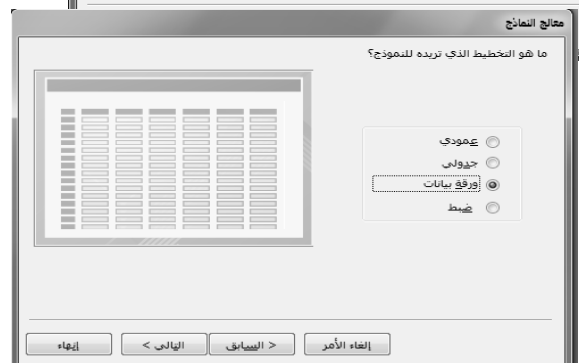 معالج النماذج
ما هو التخطيط الذي تريده للنموذج؟
عمودي
جدولي
ورقة بيانات
ضبط
إلغاء الأمر
< السابق
التالي >
إنهاء